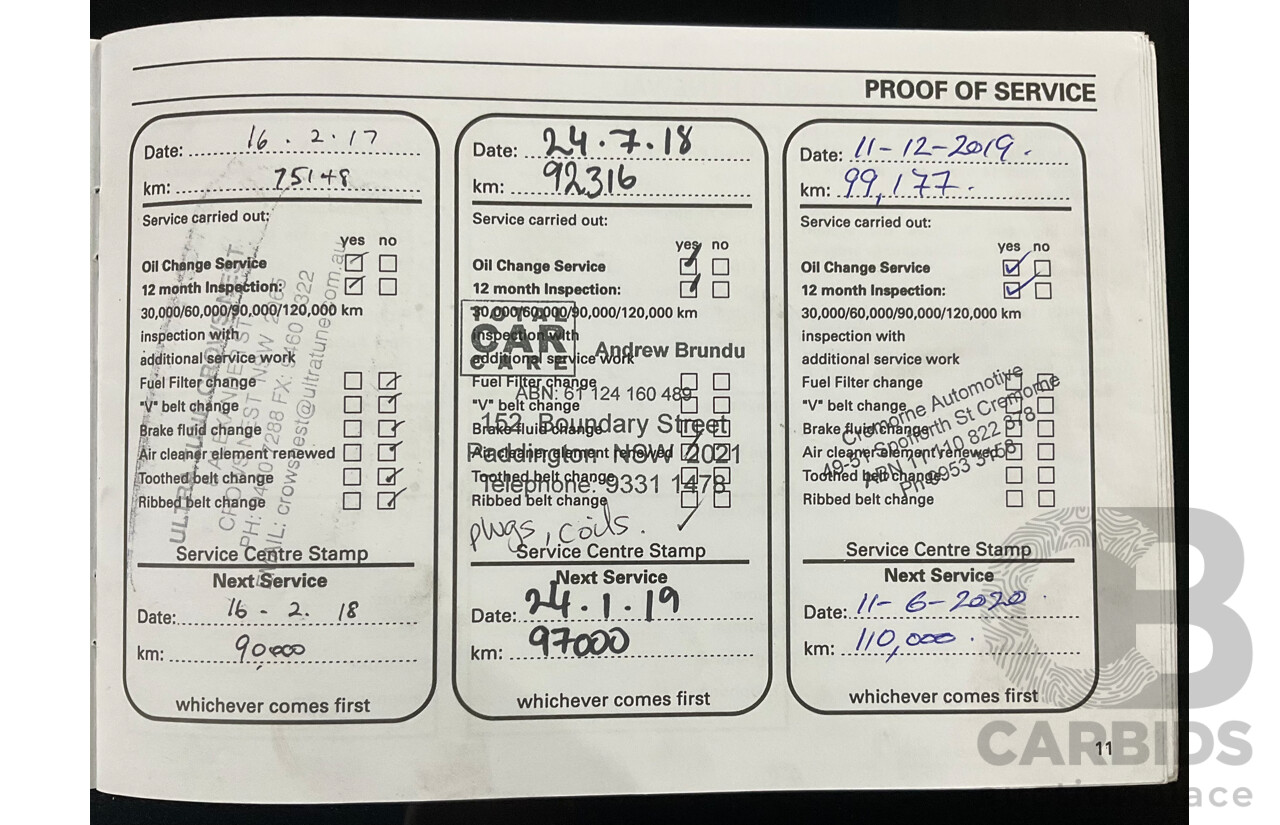 PROOF OF SERVICE
Date: 16 . 2 . 17
km: 75148
Service carried out:
yes no
Oil Change Service
12 month Inspection:
30,000/60,000/90,000/120,000 km
inspection with
additional service work
Fuel Filter change
"V" belt change
Brake fluid change
Air cleaner element renewed
Toothed belt change
Ribbed belt change
Service Centre Stamp
Next Service
Date: 16 - 2. 18
km: 90,000
whichever comes first
Date: 24.7.18
km: 92316
Service carried out:
yes no
Oil Change Service
12 month Inspection:
30,000/60,000/90,000/120,000 km
inspection with
additional service work
Fuel Filter change
"V" belt change
Brake fluid change
Air cleaner element renewed
Toothed belt change
Ribbed belt change
TOTAL
CAR
CARE
Andrew Brundu
ABN: 61 124 160 489
152 Boundary Street
Paddington NSW 2021
Telephone: 9331 1478
plugs, coils.
Service Centre Stamp
Next Service
Date: 24.1.19
km: 97000
whichever comes first
Date: 11-12-2019.
km: 99,177.
Service carried out:
yes no
Oil Change Service
12 month Inspection:
30,000/60,000/90,000/120,000 km
inspection with
additional service work
Fuel Filter change
"V" belt change
Brake fluid change
Air cleaner element renewed
Toothed belt change
Ribbed belt change
Cremorne Automotive
Spofforth St Cremorne
Service Centre Stamp
Next Service
Date: 11-6-2020.
km: 110,000.
whichever comes first
11
CARBIDS